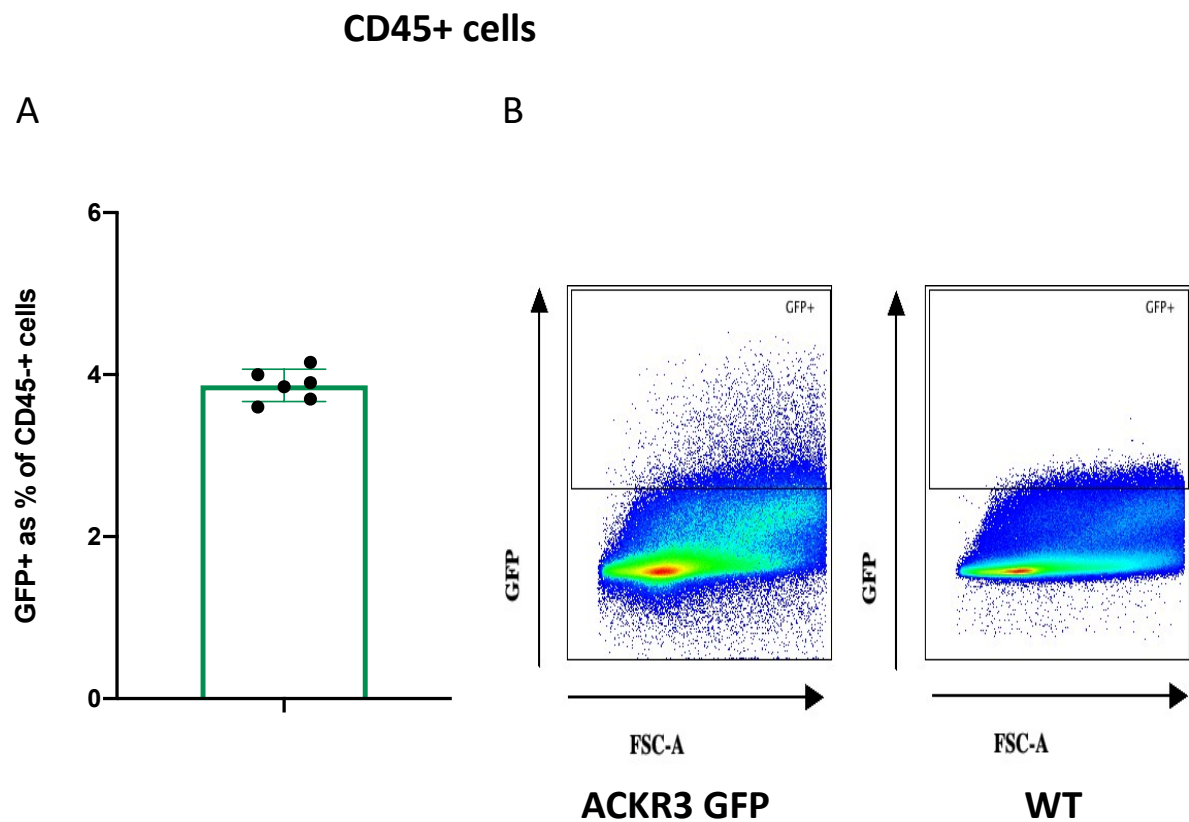 CD45+ cells
A
B
6
4
2
0
GFP+ as % of CD45-+ cells
GFP+
GFP
FSC-A
ACKR3 GFP
GFP+
GFP
FSC-A
WT